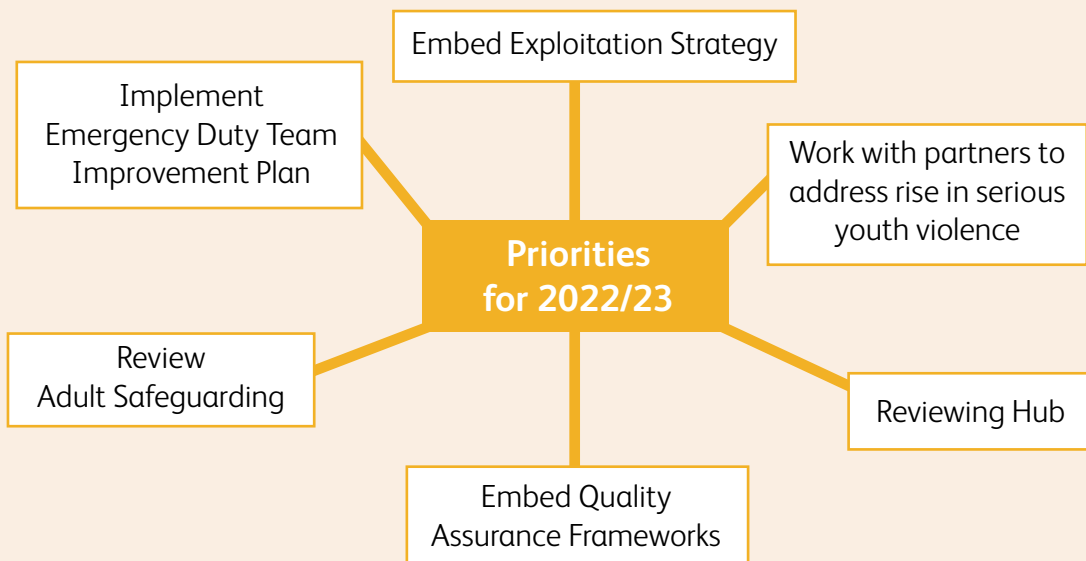 Embed Exploitation Strategy
Implement
Emergency Duty Team
Improvement Plan
Work with partners to
address rise in serious
youth violence
Priorities
for 2022/23
Review
Adult Safeguarding
Reviewing Hub
Embed Quality
Assurance Frameworks